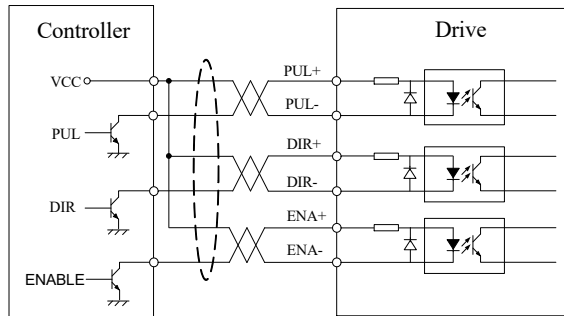 Controller
Drive
VCC
PUL+
PUL-
PUL
DIR+
DIR-
DIR
ENA+
ENA-
ENABLE